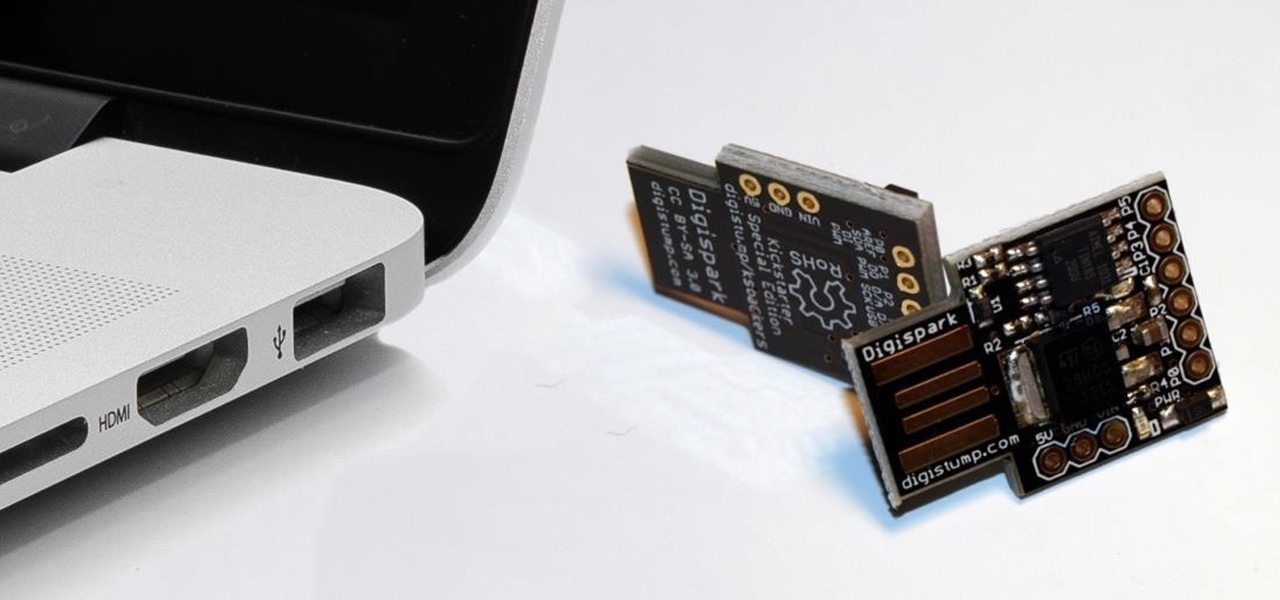 HDMI
Digispark
CC BY-SA 3.0
digistump.com
5V GND VIN
digistump/ksbackers
Special Edition
Kickstarter
RoHS
Digispark
digistump.com
R1
U1
R2
R5
C2
R4
PWR
5V GND VIN
P5
P4
P3
P2
P1
P0